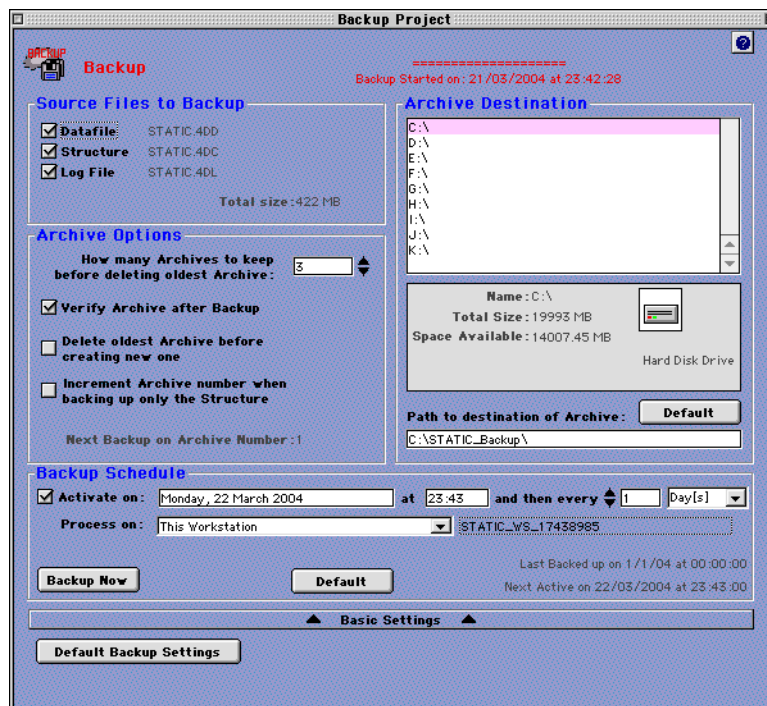 Backup Project
BACKUP
Backup
====================
Backup Started on: 21/03/2004 at 23:42:28
Source Files to Backup
Datafile STATIC.4DD
Structure STATIC.4DC
Log File STATIC.4DL
Total size:422 MB
Archive Options
How many Archives to keep
before deleting oldest Archive: 3
Verify Archive after Backup
Delete oldest Archive before
creating new one
Increment Archive number when
backing up only the Structure
Next Backup on Archive Number:1
Archive Destination
C:\
D:\
E:\
F:\
G:\
H:\
I:\
J:\
K:\
Name:C:\
Total Size:19993 MB
Space Available:14007.45 MB
Hard Disk Drive
Path to destination of Archive: Default
C:\STATIC_Backup\
Backup Schedule
Activate on: Monday, 22 March 2004 at 23:43 and then every 1 Day[s]
Process on: This Workstation STATIC_WS_17438985
Last Backed up on 1/1/04 at 00:00:00
Backup Now Default Next Active on 22/03/2004 at 23:43:00
Basic Settings
Default Backup Settings